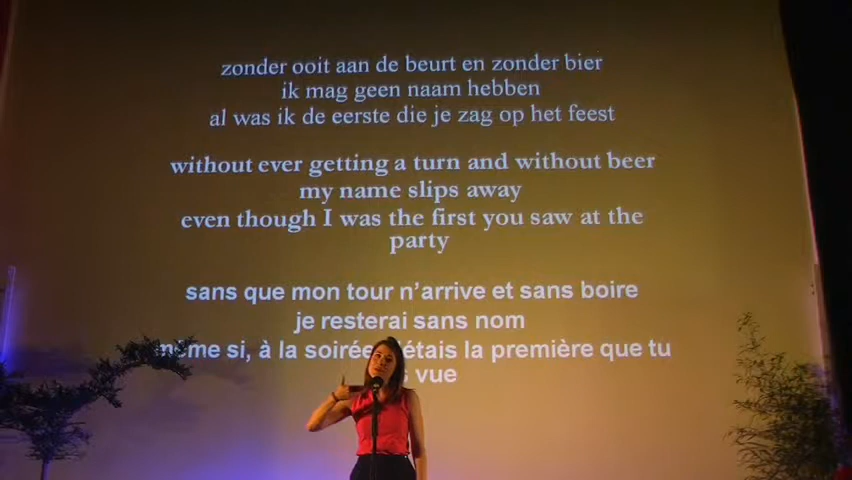 zonder ooit aan de beurt en zonder bier
ik mag geen naam hebben
al was ik de eerste die je zag op het feest
without ever getting a turn and without beer
my name slips away
even though I was the first you saw at the
party
sans que mon tour n'arrive et sans boire
je resterai sans nom
même si, à la soirée étais la première que tu
vue